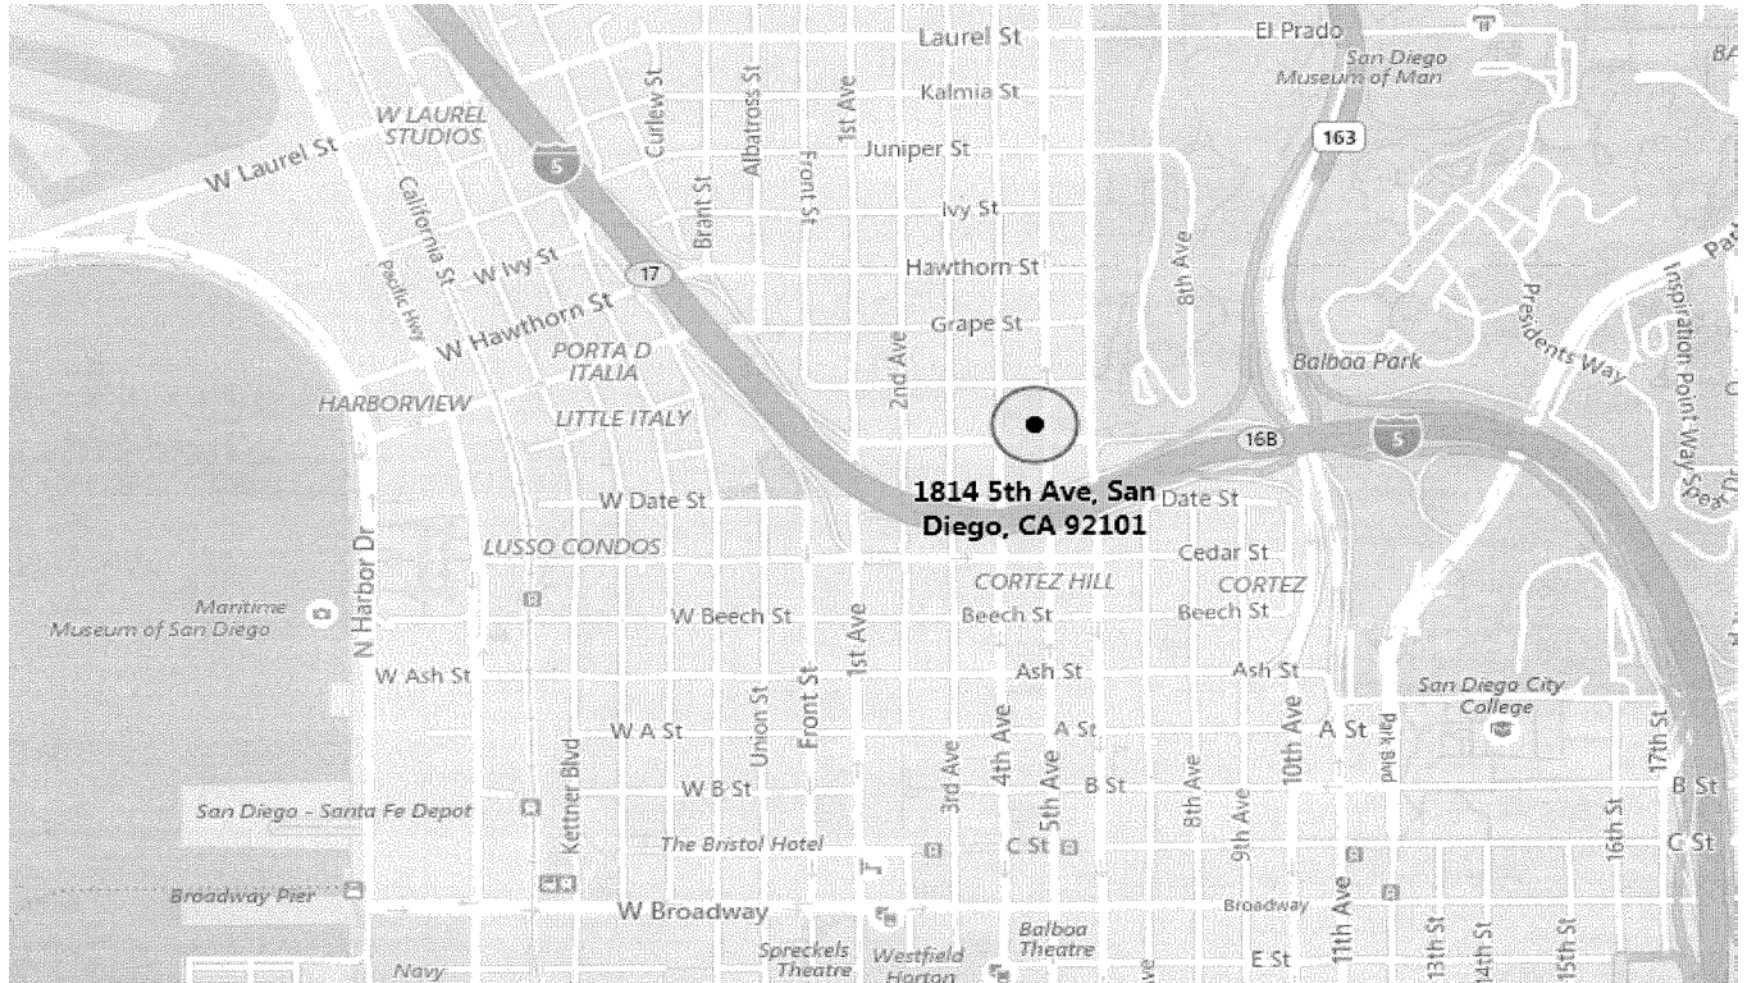 Laurel St
El Prado
San Diego
Museum of Man
BA
W LAUREL
STUDIOS
Curlew St
Albatross St
1st Ave
Kalmia St
163
W Laurel St
5
Juniper St
California St
Brant St
Front St
Ivy St
8th Ave
Pacific Hwy
W Ivy St
17
Hawthorn St
W Hawthorn St
Grape St
Presidents Way
Inspiration Point Way
PORTA D
ITALIA
2nd Ave
Balboa Park
HARBORVIEW
LITTLE ITALY
16B
5
1814 5th Ave, San
Diego, CA 92101
W Date St
Date St
N Harbor Dr
LUSSO CONDOS
Cedar St
CORTEZ HILL
CORTEZ
Maritime
Museum of San Diego
W Beech St
1st Ave
Beech St
Beech St
W Ash St
Ash St
Ash St
San Diego City
College
Union St
Front St
W A St
4th Ave
A St
10th Ave
A St
Park Blvd
17th St
Kettner Blvd
3rd Ave
5th Ave
W B St
B St
8th Ave
9th Ave
B St
San Diego - Santa Fe Depot
The Bristol Hotel
C St
16th St
C St
Broadway Pier
W Broadway
Broadway
11th Ave
Spreckels
Theatre
Westfield
Horton
Balboa
Theatre
E St
13th St
14th St
15th St
Navy